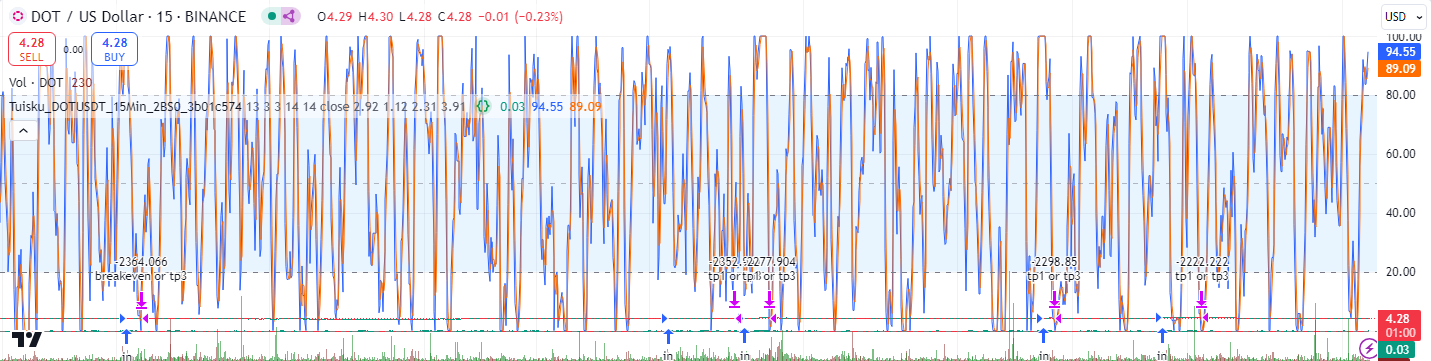 DOT / US Dollar · 15 · BINANCE O4.29 H4.30 L4.28 C4.28 −0.01 (−0.23%)
USD
4.28 SELL
0.00
4.28 BUY
Vol · DOT 230
Tuisku_DOTUSDT_15Min_2BS0_3b01c574 13 3 3 14 14 close 2.92 1.12 2.31 3.91 {} 0.03 94.55 89.09
100.00
94.55
89.09
80.00
60.00
40.00
20.00
4.28
01:00
0.03
-2364.066
breakeven or tp3
in
in
tp1 or
in
-2277.904
or tp3
-2298.85
tp1 or tp3
in
-2222.222
tp1 or tp3
in